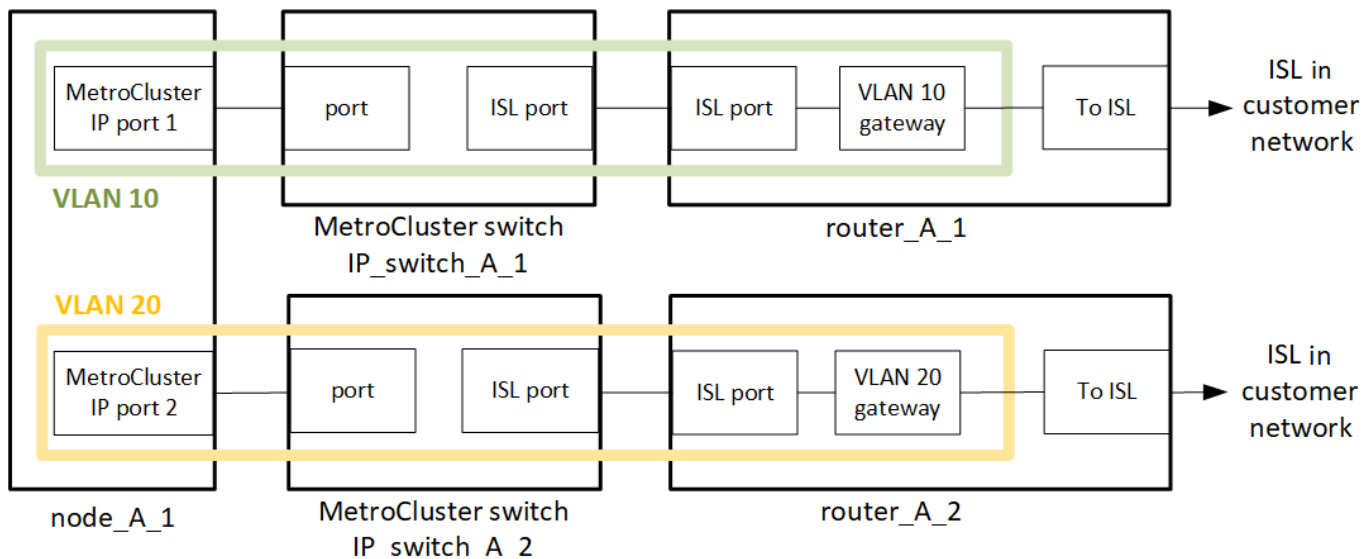 MetroCluster
IP port 1
port
ISL port
ISL port
VLAN 10
gateway
To ISL
ISL in
customer
network
VLAN 10
MetroCluster switch
IP_switch_A_1
router_A_1
VLAN 20
MetroCluster
IP port 2
port
ISL port
ISL port
VLAN 20
gateway
To ISL
ISL in
customer
network
node_A_1
MetroCluster switch
IP_switch_A_2
router_A_2